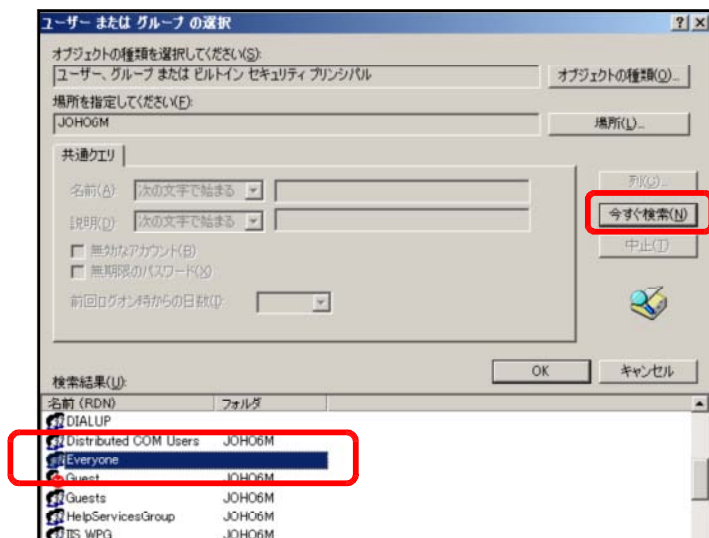 ユーザー または グループ の選択
オブジェクトの種類を選択してください(S):
ユーザー、グループ または ビルトイン セキュリティ プリンシパル
オブジェクトの種類(O)...
場所を指定してください(F):
JOHO6M
場所(L)...
共通クエリ
名前(A): 次の文字で始まる
列(C)...
説明(D): 次の文字で始まる
今すぐ検索(N)
無効なアカウント(B)
中止(T)
無期限のパスワード(X)
前回ログオン時からの日数(I):
OK キャンセル
検索結果(U):
名前 (RDN) フォルダ
DIALUP
Distributed COM Users JOHO6M
Everyone
Guest JOHO6M
Guests JOHO6M
HelpServicesGroup JOHO6M
IIS_WPG JOHO6M